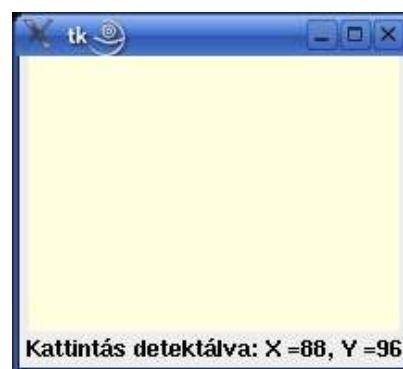 tk
Kattintás detektálva: X =88, Y =96